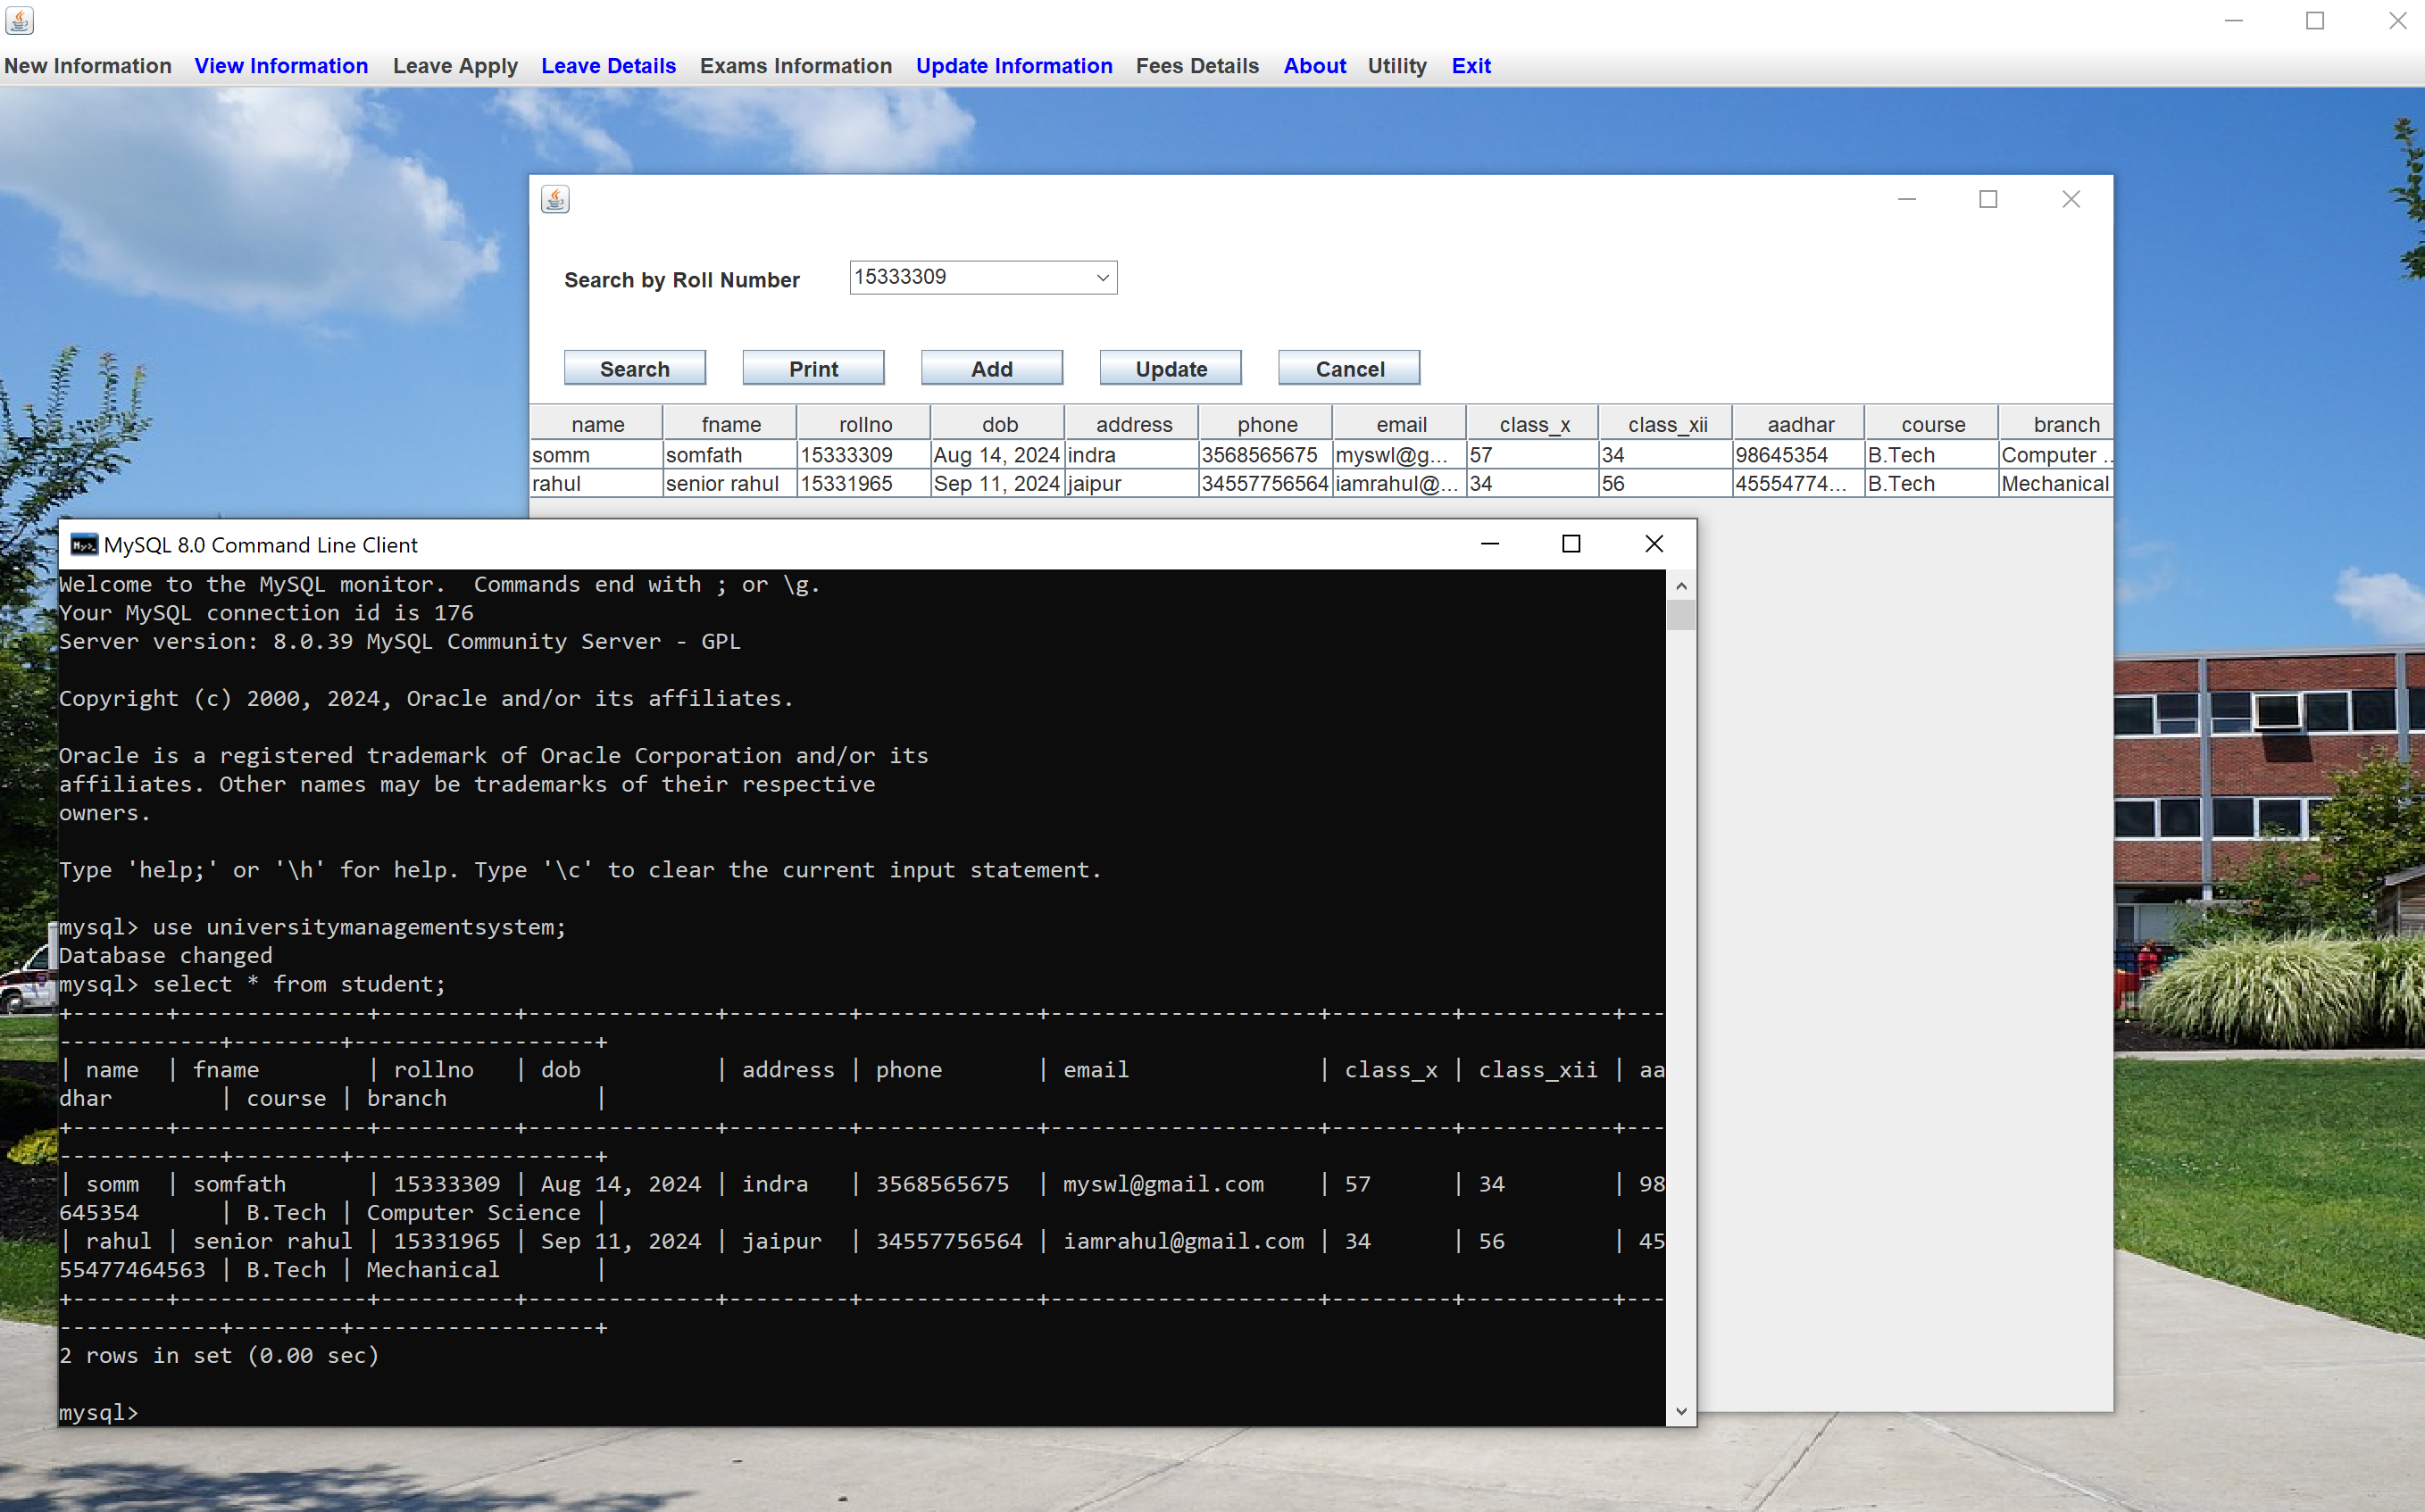 New Information View Information Leave Apply Leave Details Exams Information Update Information Fees Details About Utility Exit
Search by Roll Number 15333309
Search Print Add Update Cancel
name fname rollno dob address phone email class_x class_xii aadhar course branch
somm somfath 15333309 Aug 14, 2024 indra 3568565675 myswl@g... 57 34 98645354 B.Tech Computer ..
rahul senior rahul 15331965 Sep 11, 2024 jaipur 34557756564 iamrahul@... 34 56 45554774... B.Tech Mechanical
MySQL 8.0 Command Line Client
Welcome to the MySQL monitor.  Commands end with ; or \g.
Your MySQL connection id is 176
Server version: 8.0.39 MySQL Community Server - GPL
Copyright (c) 2000, 2024, Oracle and/or its affiliates.
Oracle is a registered trademark of Oracle Corporation and/or its
affiliates. Other names may be trademarks of their respective
owners.
Type 'help;' or '\h' for help. Type '\c' to clear the current input statement.
mysql> use universitymanagementsystem;
Database changed
mysql> select * from student;
+-------+--------------+----------+--------------+---------+-------------+--------------------+---------+-----------+---
------------+--------+------------------+
| name  | fname        | rollno   | dob          | address | phone       | email              | class_x | class_xii | aa
dhar        | course | branch           |
+-------+--------------+----------+--------------+---------+-------------+--------------------+---------+-----------+---
------------+--------+------------------+
| somm  | somfath      | 15333309 | Aug 14, 2024 | indra   | 3568565675  | myswl@gmail.com    | 57      | 34        | 98
645354      | B.Tech | Computer Science |
| rahul | senior rahul | 15331965 | Sep 11, 2024 | jaipur  | 34557756564 | iamrahul@gmail.com | 34      | 56        | 45
55477464563 | B.Tech | Mechanical       |
+-------+--------------+----------+--------------+---------+-------------+--------------------+---------+-----------+---
------------+--------+------------------+
2 rows in set (0.00 sec)
mysql>